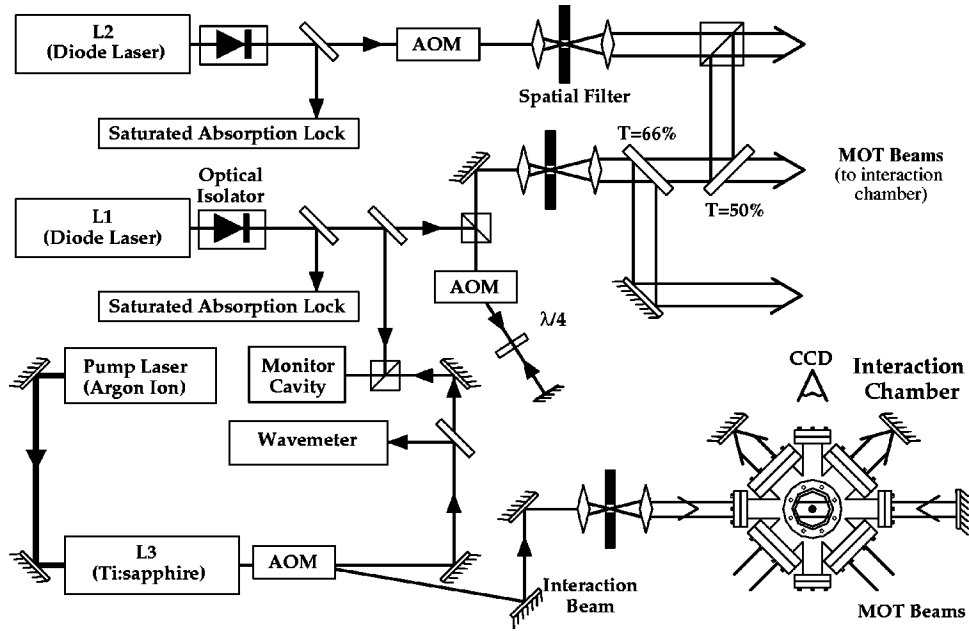 L2
(Diode Laser)
AOM
Spatial Filter
Saturated Absorption Lock
T=66%
MOT Beams
(to interaction
chamber)
T=50%
Optical
Isolator
L1
(Diode Laser)
AOM
Saturated Absorption Lock
λ/4
Pump Laser
(Argon Ion)
Monitor
Cavity
CCD
Interaction
Chamber
Wavemeter
L3
(Ti:sapphire)
AOM
Interaction
Beam
MOT Beams